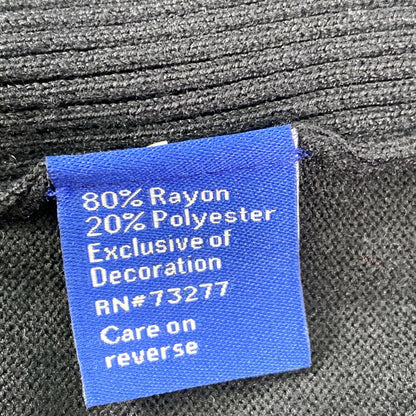 80% Rayon
20% Polyester
Exclusive of
Decoration
RN#73277
Care on
reverse